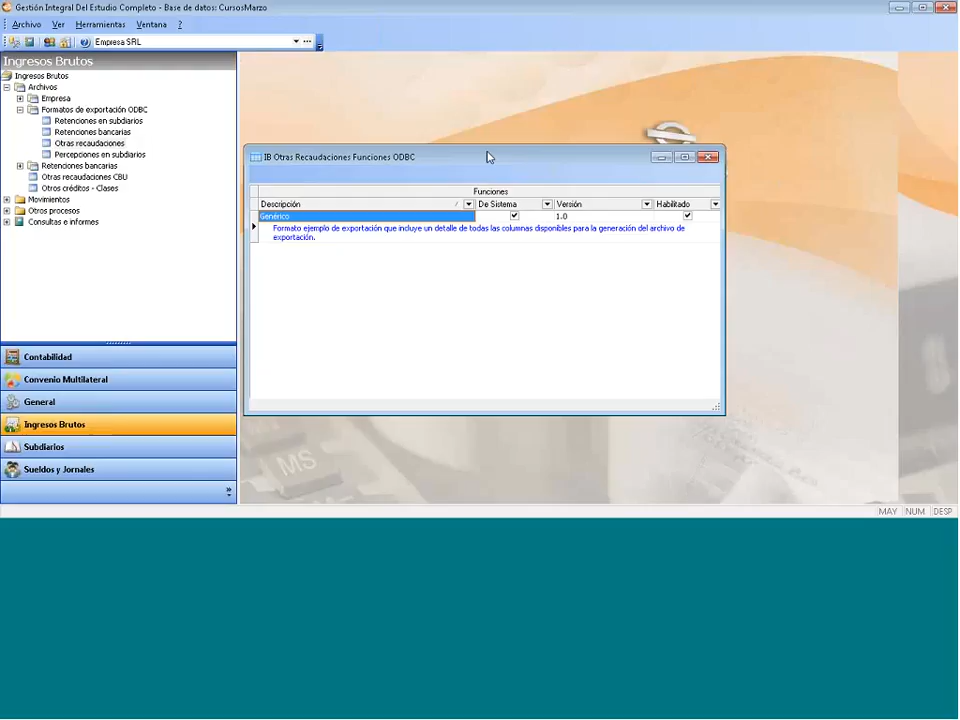 Gestión Integral Del Estudio Completo - Base de datos: CursosMarzo
Archivo Ver Herramientas Ventana ?
Empresa SRL
Ingresos Brutos
Ingresos Brutos
Archivos
Empresa
Formatos de exportación ODBC
Retenciones en subdiarios
Retenciones bancarias
Otras recaudaciones
Percepciones en subdiarios
Retenciones bancarias
Otras recaudaciones CBU
Otros créditos - Clases
Movimientos
Otros procesos
Consultas e informes
Contabilidad
Convenio Multilateral
General
Ingresos Brutos
Subdiarios
Sueldos y Jornales
IB Otras Recaudaciones Funciones ODBC
Funciones
Descripción De Sistema Versión Habilitado
Genérico 1.0
Formato ejemplo de exportación que incluye un detalle de todas las columnas disponibles para la generación del archivo de
exportación.
MS
MAY NUM DESP